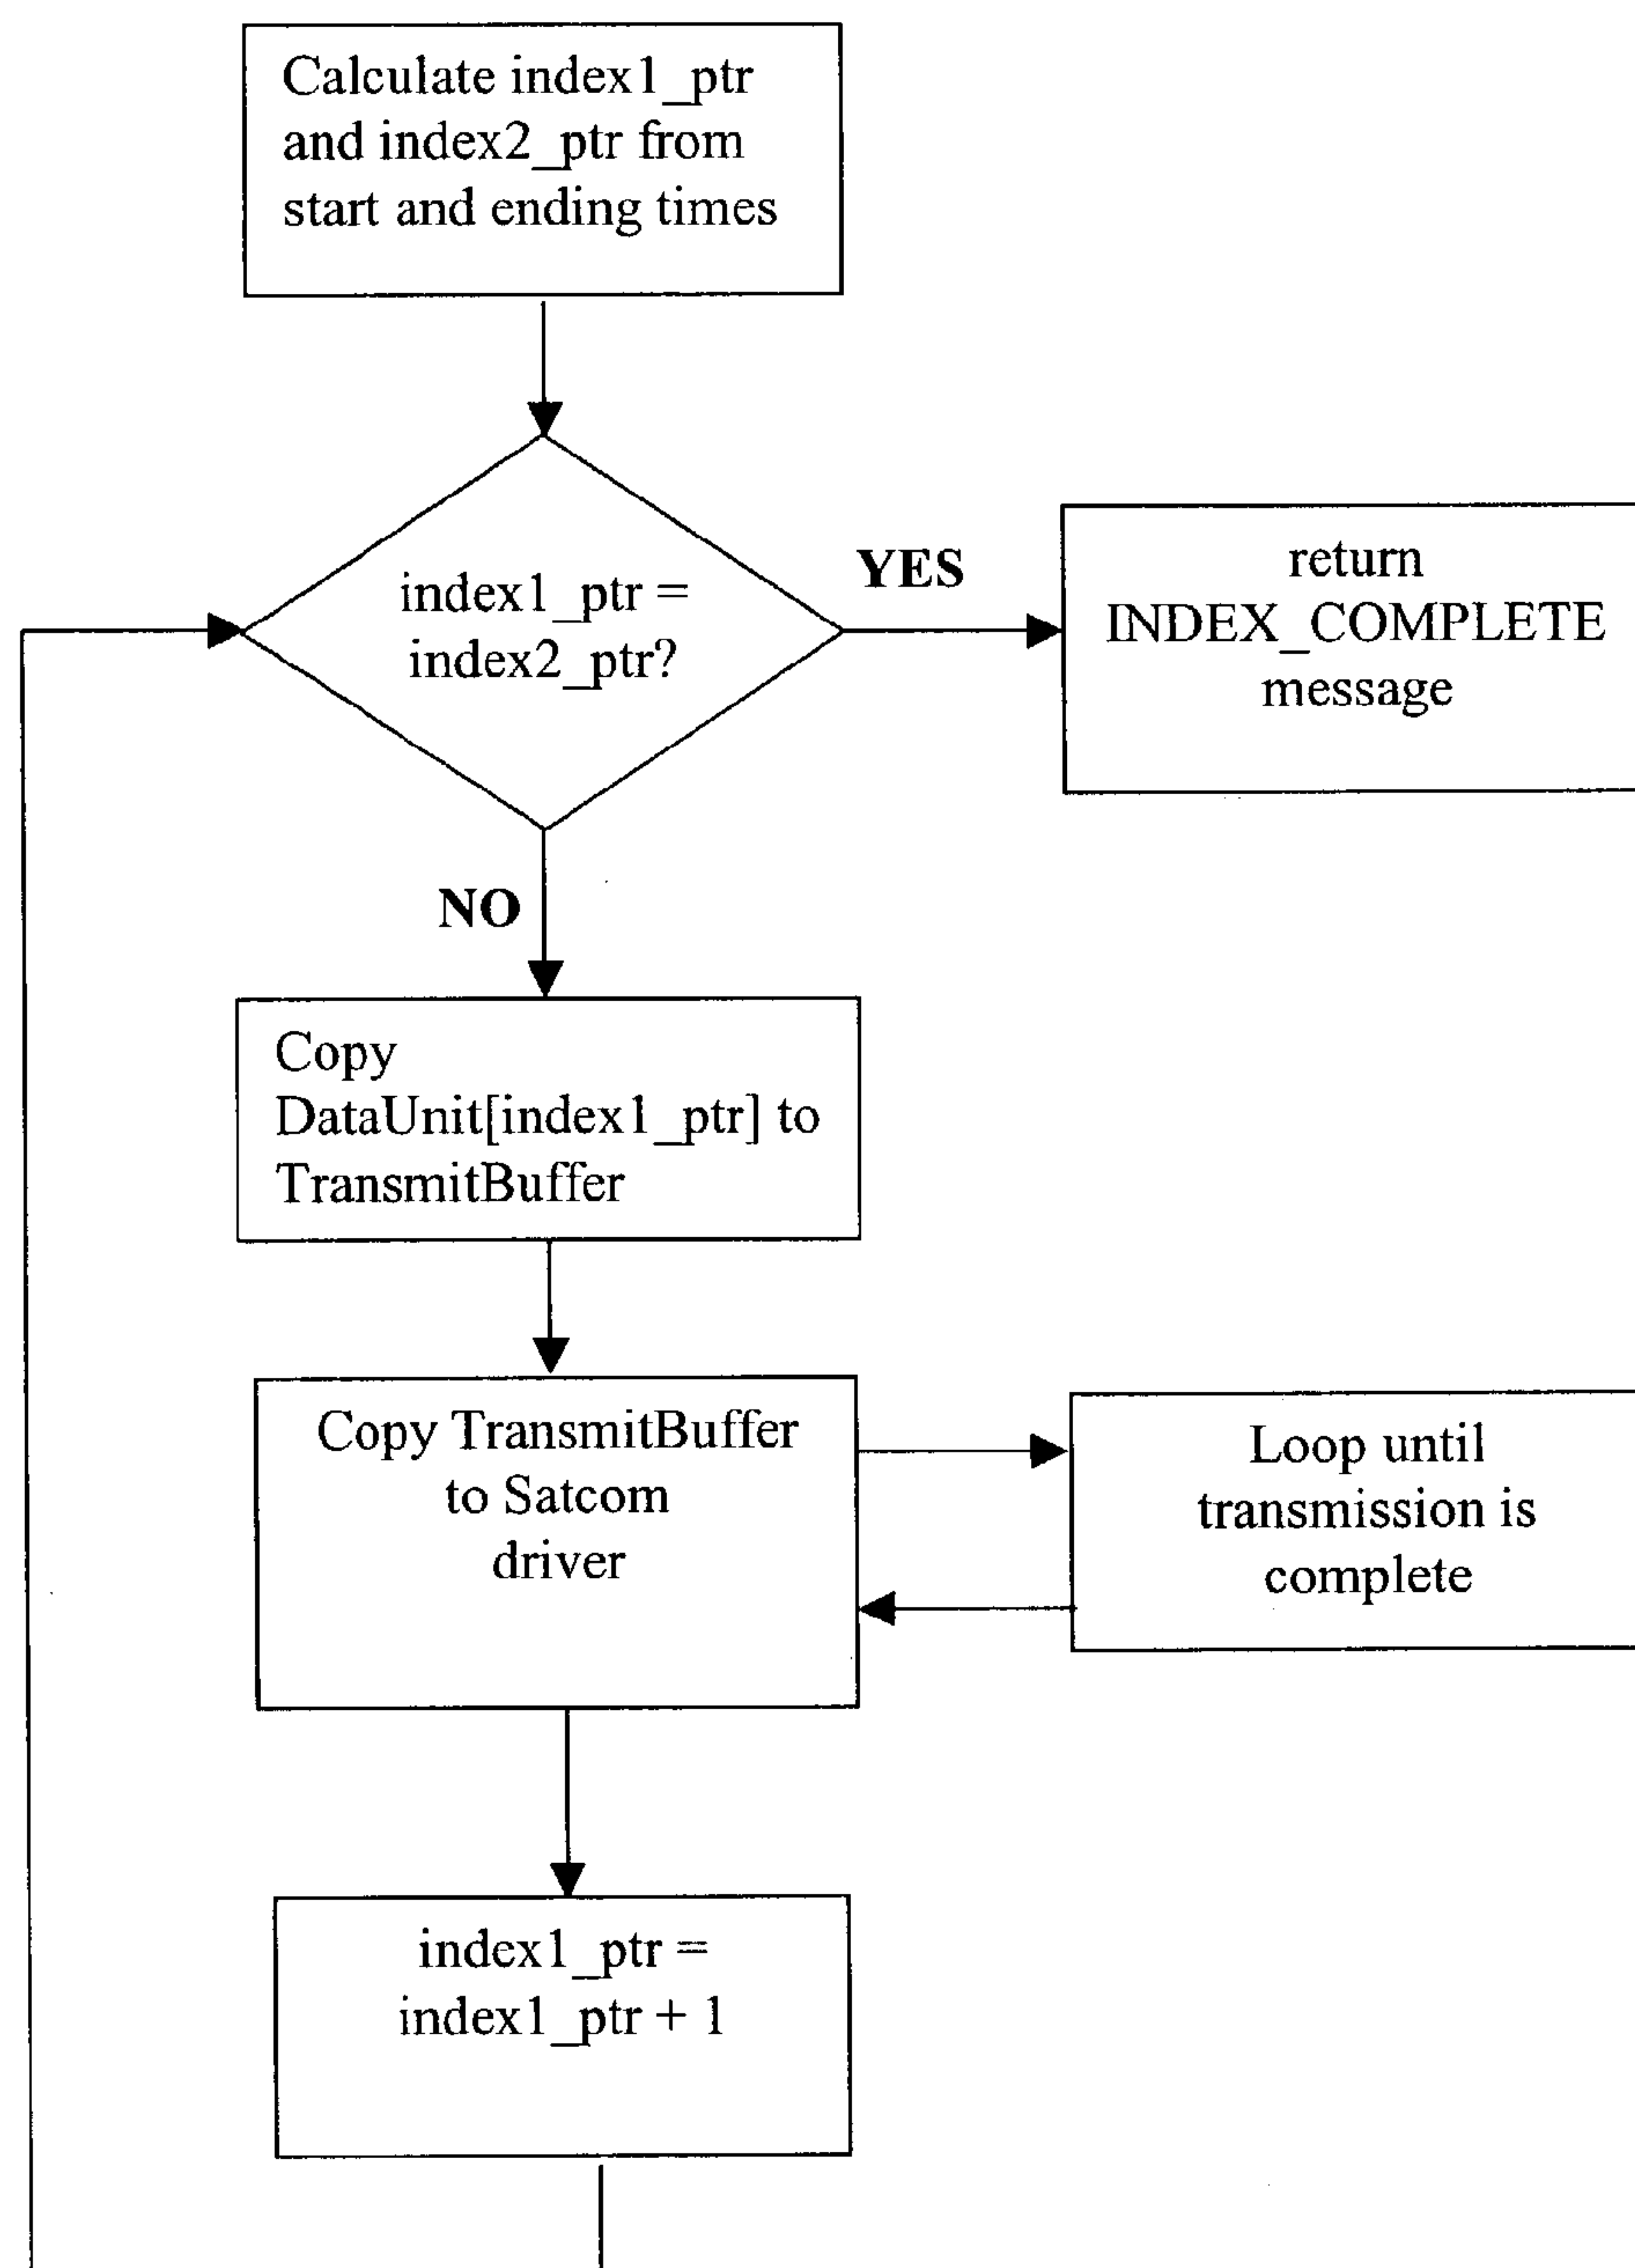 Calculate index1_ptr
and index2_ptr from
start and ending times
index1_ptr =
index2_ptr?
YES
return
INDEX_COMPLETE
message
NO
Copy
DataUnit[index1_ptr] to
TransmitBuffer
Copy TransmitBuffer
to Satcom
driver
Loop until
transmission is
complete
index1_ptr =
index1_ptr + 1